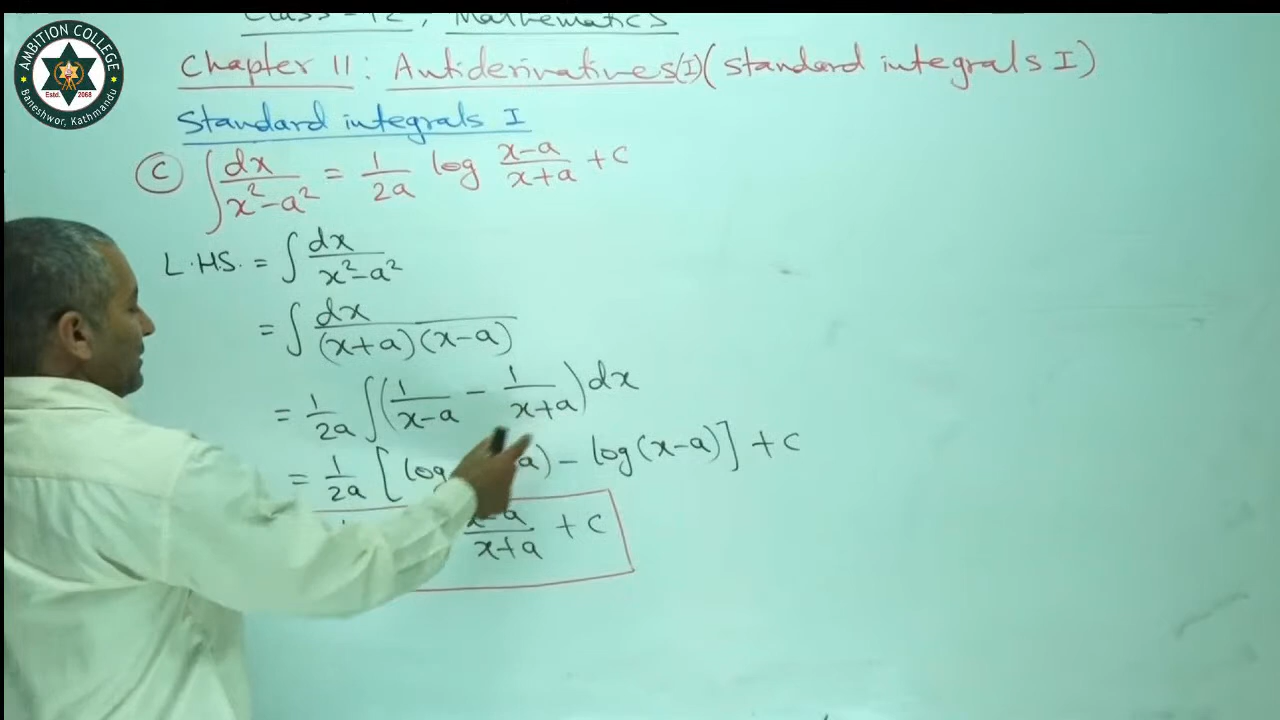 AMBITION COLLEGE
Estd. 2068
Baneshwor, Kathmandu
Class-12, Mathematics
Chapter 11: Antiderivatives(I)(standard integrals I)
Standard integrals I
(C) ∫ dx/(x²-a²) = 1/2a log (x-a)/(x+a) + c
L.H.S. = ∫ dx/(x²-a²)
= ∫ dx/((x+a)(x-a))
= 1/2a ∫(1/(x-a) - 1/(x+a))dx
= 1/2a [log a) - log(x-a)] + c
x-a/(x+a) + c